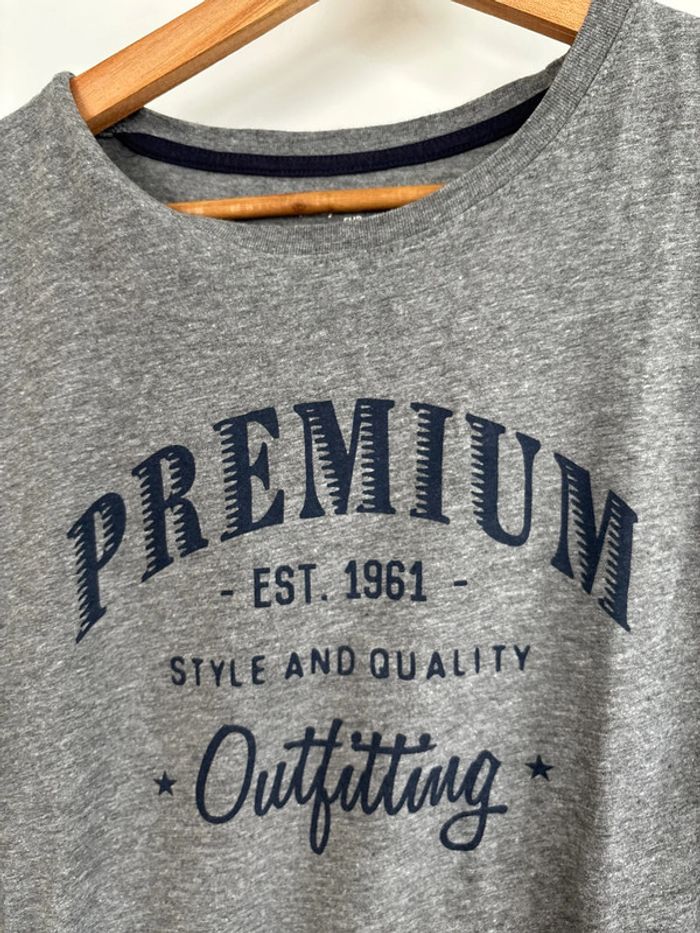 PREMIUM
- EST. 1961 -
STYLE AND QUALITY
Outfitting